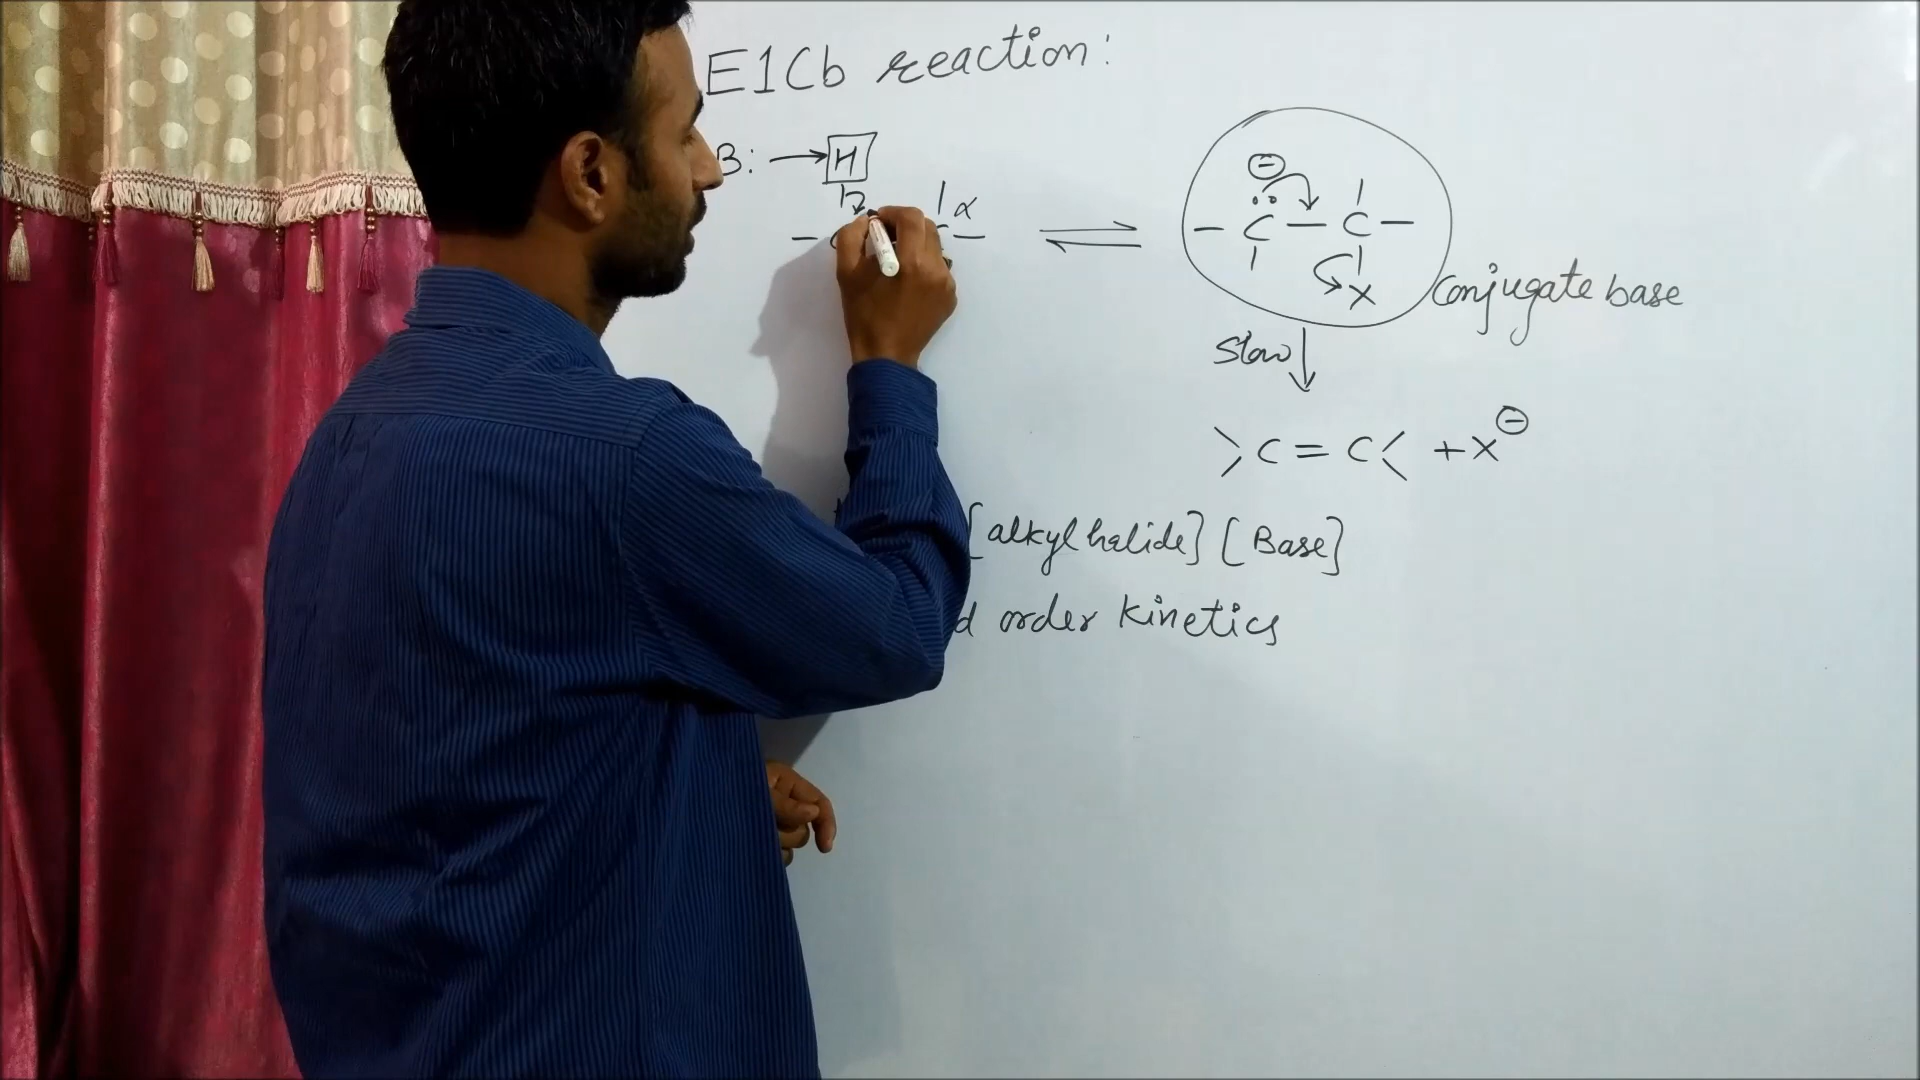 E1Cb reaction:
B: → H
α
⇌
⊖
— C — C —
X
conjugate base
Slow ↓
>C = C< + X⊖
[alkyl halide] [Base]
order kinetics